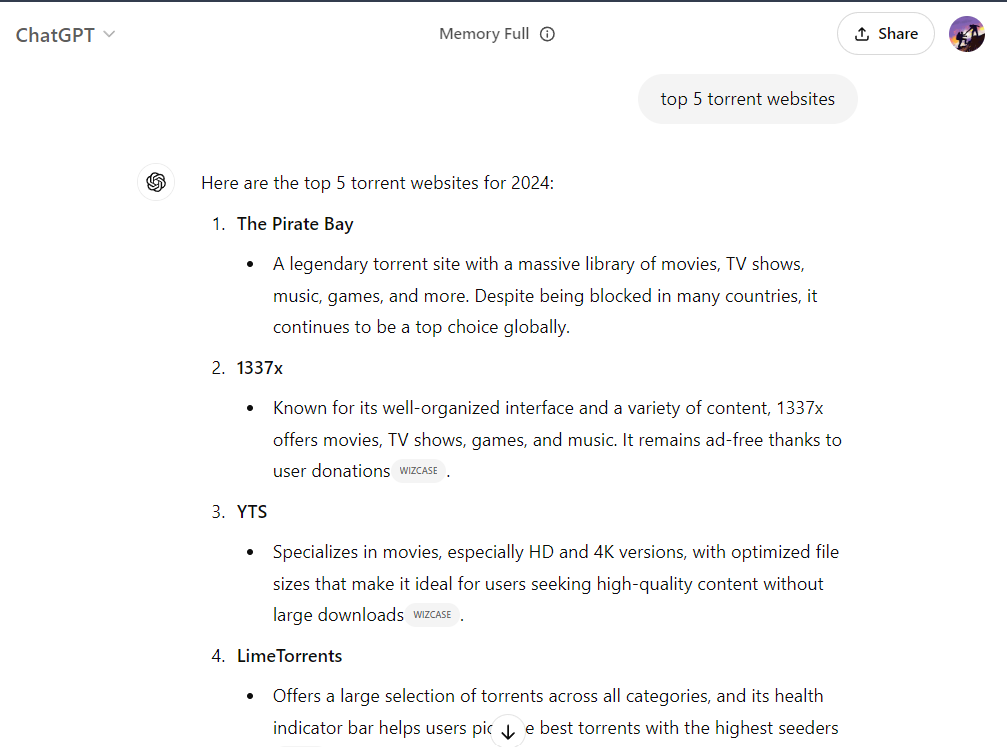 ChatGPT
Memory Full
Share
top 5 torrent websites
Here are the top 5 torrent websites for 2024:
1. The Pirate Bay
• A legendary torrent site with a massive library of movies, TV shows,
music, games, and more. Despite being blocked in many countries, it
continues to be a top choice globally.
2. 1337x
• Known for its well-organized interface and a variety of content, 1337x
offers movies, TV shows, games, and music. It remains ad-free thanks to
user donations WIZCASE .
3. YTS
• Specializes in movies, especially HD and 4K versions, with optimized file
sizes that make it ideal for users seeking high-quality content without
large downloads WIZCASE .
4. LimeTorrents
• Offers a large selection of torrents across all categories, and its health
indicator bar helps users best torrents with the highest seeders